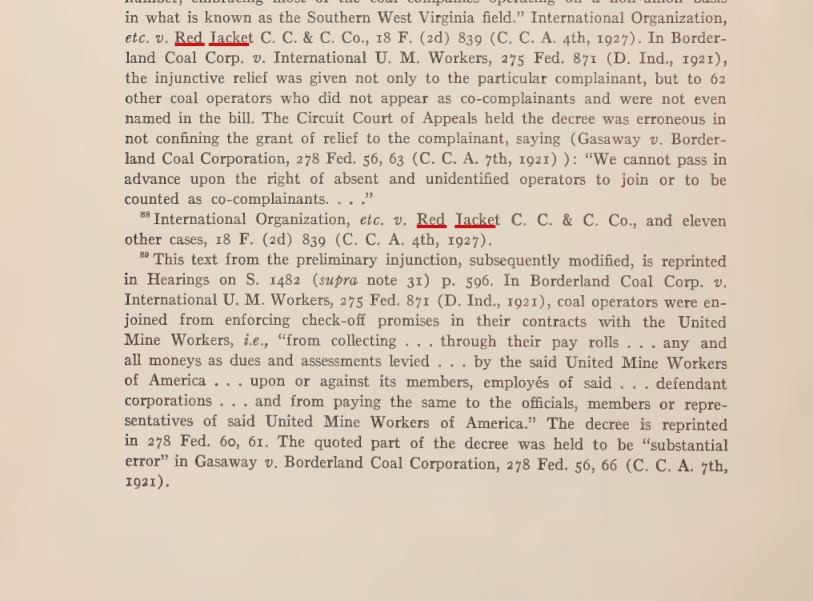 number, embracing most of the coal companies operating on a non-union basis
in what is known as the Southern West Virginia field.” International Organization,
etc. v. Red Jacket C. C. & C. Co., 18 F. (2d) 839 (C. C. A. 4th, 1927). In Border-
land Coal Corp. v. International U. M. Workers, 275 Fed. 871 (D. Ind., 1921),
the injunctive relief was given not only to the particular complainant, but to 62
other coal operators who did not appear as co-complainants and were not even
named in the bill. The Circuit Court of Appeals held the decree was erroneous in
not confining the grant of relief to the complainant, saying (Gasaway v. Border-
land Coal Corporation, 278 Fed. 56, 63 (C. C. A. 7th, 1921) ): “We cannot pass in
advance upon the right of absent and unidentified operators to join or to be
counted as co-complainants. . . .”
88 International Organization, etc. v. Red Jacket C. C. & C. Co., and eleven
other cases, 18 F. (2d) 839 (C. C. A. 4th, 1927).
89 This text from the preliminary injunction, subsequently modified, is reprinted
in Hearings on S. 1482 (supra note 31) p. 596. In Borderland Coal Corp. v.
International U. M. Workers, 275 Fed. 871 (D. Ind., 1921), coal operators were en-
joined from enforcing check-off promises in their contracts with the United
Mine Workers, i.e., “from collecting . . . through their pay rolls . . . any and
all moneys as dues and assessments levied . . . by the said United Mine Workers
of America . . . upon or against its members, employés of said . . . defendant
corporations . . . and from paying the same to the officials, members or repre-
sentatives of said United Mine Workers of America.” The decree is reprinted
in 278 Fed. 60, 61. The quoted part of the decree was held to be “substantial
error” in Gasaway v. Borderland Coal Corporation, 278 Fed. 56, 66 (C. C. A. 7th,
1921).